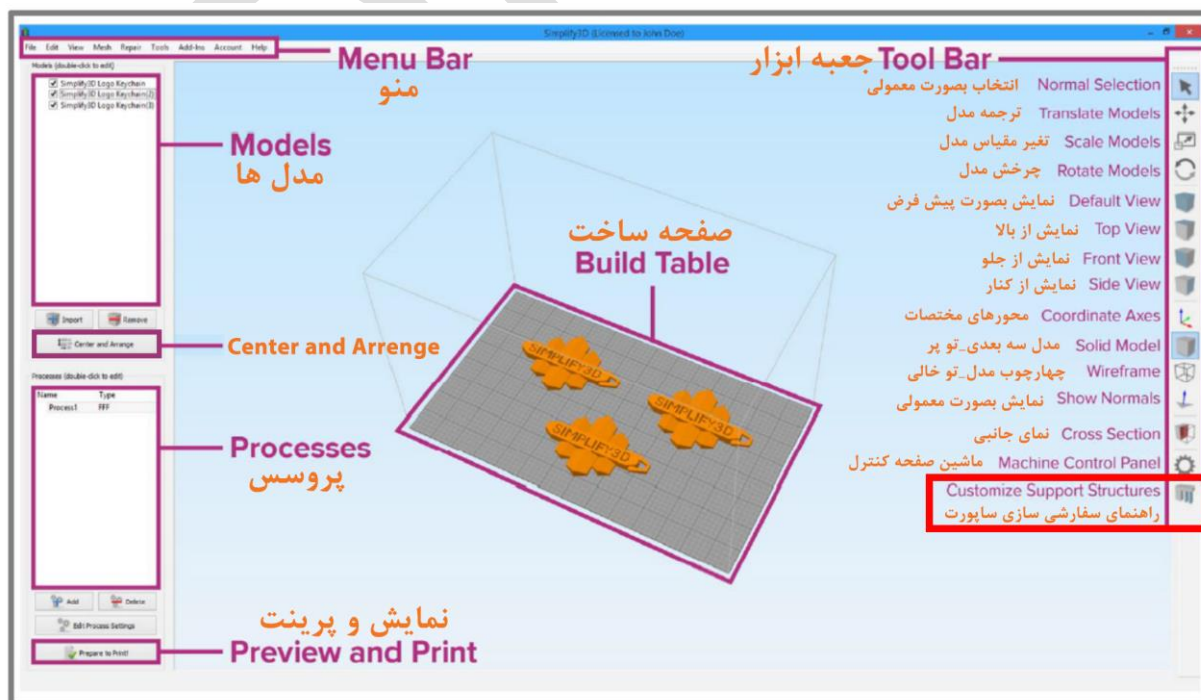 Simplify3D (Licensed to John Doe)
File Edit View Mesh Repair Tools Add-Ins Account Help
Menu Bar
منو
Tool Bar جعبه ابزار
Models (double-click to edit)
Simplify3D Logo Keychain
Simplify3D Logo Keychain(2)
Simplify3D Logo Keychain(3)
Models
مدل ها
Normal Selection انتخاب بصورت معمولی
Translate Models ترجمه مدل
Scale Models تغیر مقیاس مدل
Rotate Models چرخش مدل
Default View نمایش بصورت پیش فرض
Top View نمایش از بالا
Front View نمایش از جلو
Side View نمایش از کنار
Coordinate Axes محورهای مختصات
Solid Model مدل سه بعدی_تو پر
Wireframe چهارچوب مدل_تو خالی
Show Normals نمایش بصورت معمولی
Cross Section نمای جانبی
Machine Control Panel ماشین صفحه کنترل
Customize Support Structures
راهنمای سفارشی سازی ساپورت
صفحه ساخت
Build Table
SIMPLIFY3D
SIMPLIFY3D
SIMPLIFY3D
Import Remove
Center and Arrange
Center and Arrenge
Processes (double-click to edit)
Name Type
Process1 FFF
Processes
پروسس
Add Delete
Edit Process Settings
Prepare to Print!
نمایش و پرینت
Preview and Print